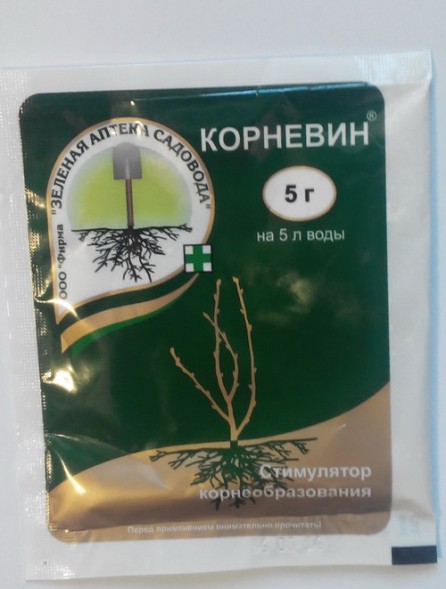 ООО "Фирма "ЗЕЛЕНАЯ АПТЕКА САДОВОДА"
КОРНЕВИН®
5 г
на 5 л воды
Стимулятор
корнеобразования
Перед применением внимательно прочитать!